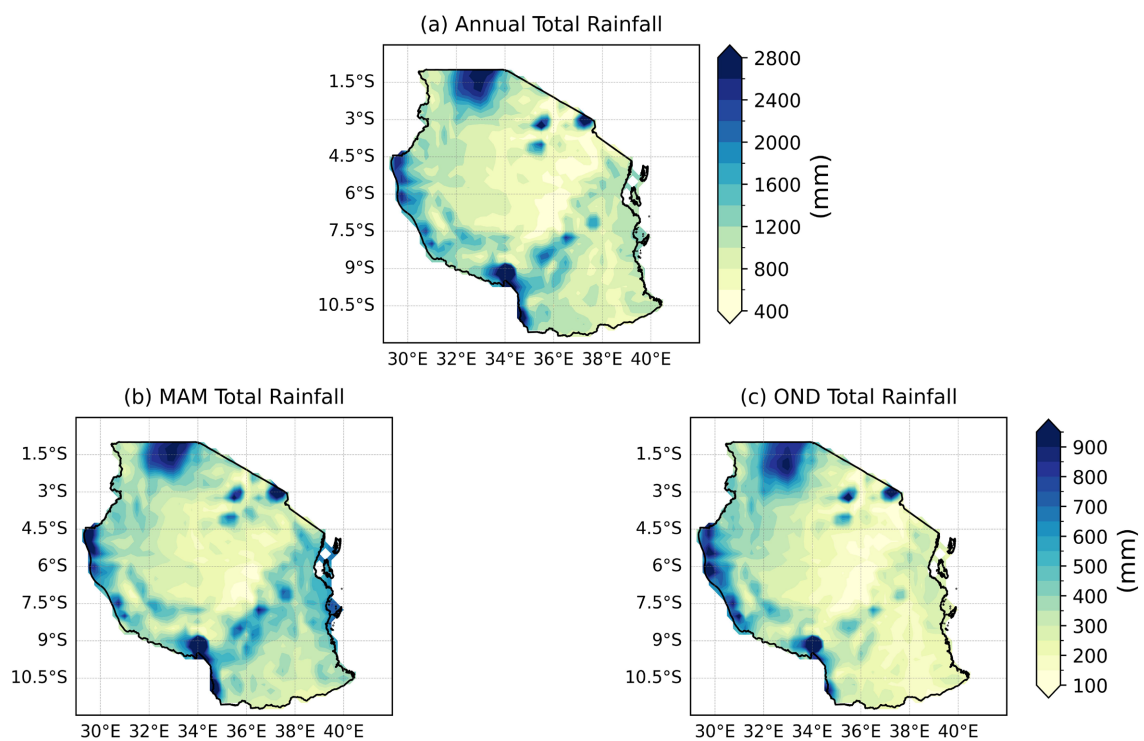 (a) Annual Total Rainfall
1.5°S
3°S
4.5°S
6°S
7.5°S
9°S
10.5°S
30°E 32°E 34°E 36°E 38°E 40°E
2800
2400
2000
1600
1200
800
400
(mm)
(b) MAM Total Rainfall
1.5°S
3°S
4.5°S
6°S
7.5°S
9°S
10.5°S
30°E 32°E 34°E 36°E 38°E 40°E
(c) OND Total Rainfall
1.5°S
3°S
4.5°S
6°S
7.5°S
9°S
10.5°S
30°E 32°E 34°E 36°E 38°E 40°E
900
800
700
600
500
400
300
200
100
(mm)